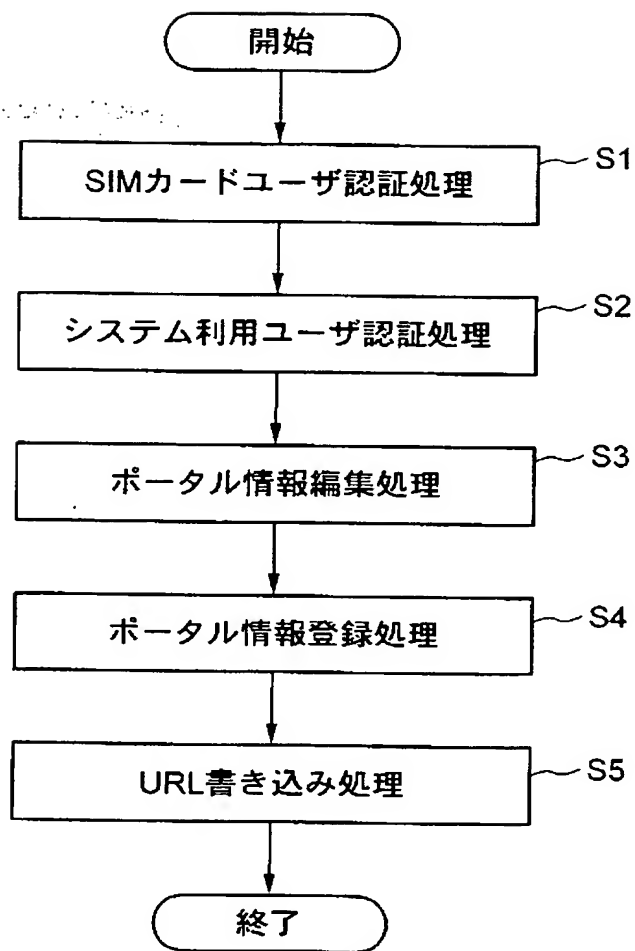 開始
SIMカードユーザ認証処理
S1
システム利用ユーザ認証処理
S2
ポータル情報編集処理
S3
ポータル情報登録処理
S4
URL書き込み処理
S5
終了